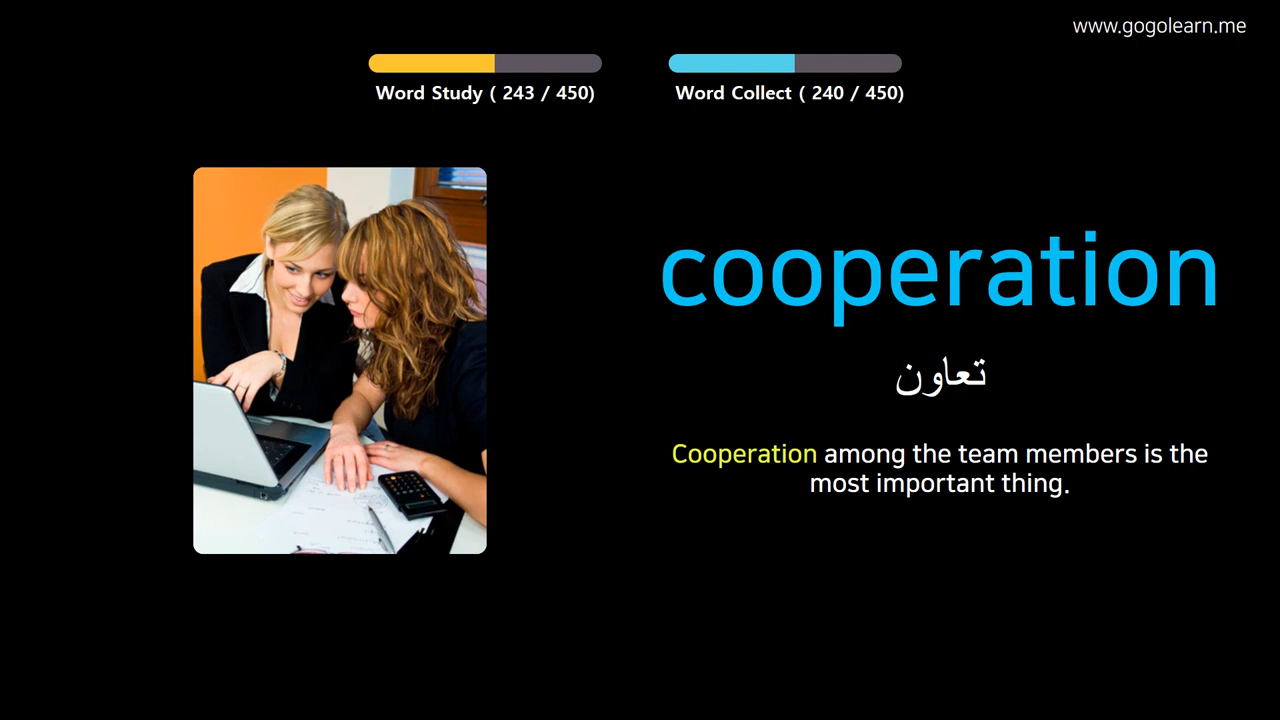 www.gogolearn.me
Word Study ( 243 / 450)
Word Collect ( 240 / 450)
cooperation
تعاون
Cooperation among the team members is the
most important thing.